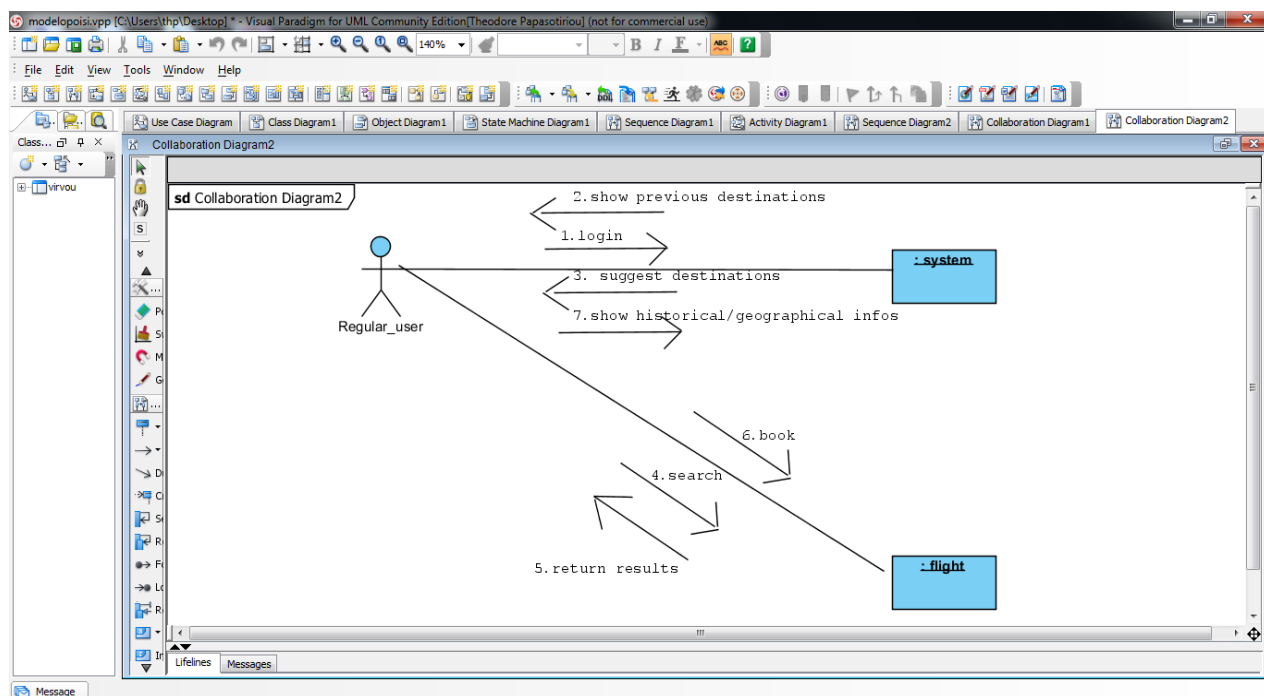 modelopoisi.vpp [C:\Users\thp\Desktop] * - Visual Paradigm for UML Community Edition[Theodore Papasotiriou] (not for commercial use)
140%
B I F
ABC
File Edit View Tools Window Help
Use Case Diagram Class Diagram1 Object Diagram1 State Machine Diagram1 Sequence Diagram1 Activity Diagram1 Sequence Diagram2 Collaboration Diagram1 Collaboration Diagram2
Class...
Collaboration Diagram2
virvou
S
sd Collaboration Diagram2
2.show previous destinations
1.login
: system
3. suggest destinations
7.show historical/geographical infos
Regular_user
6.book
4.search
5.return results
: flight
Lifelines Messages
Message